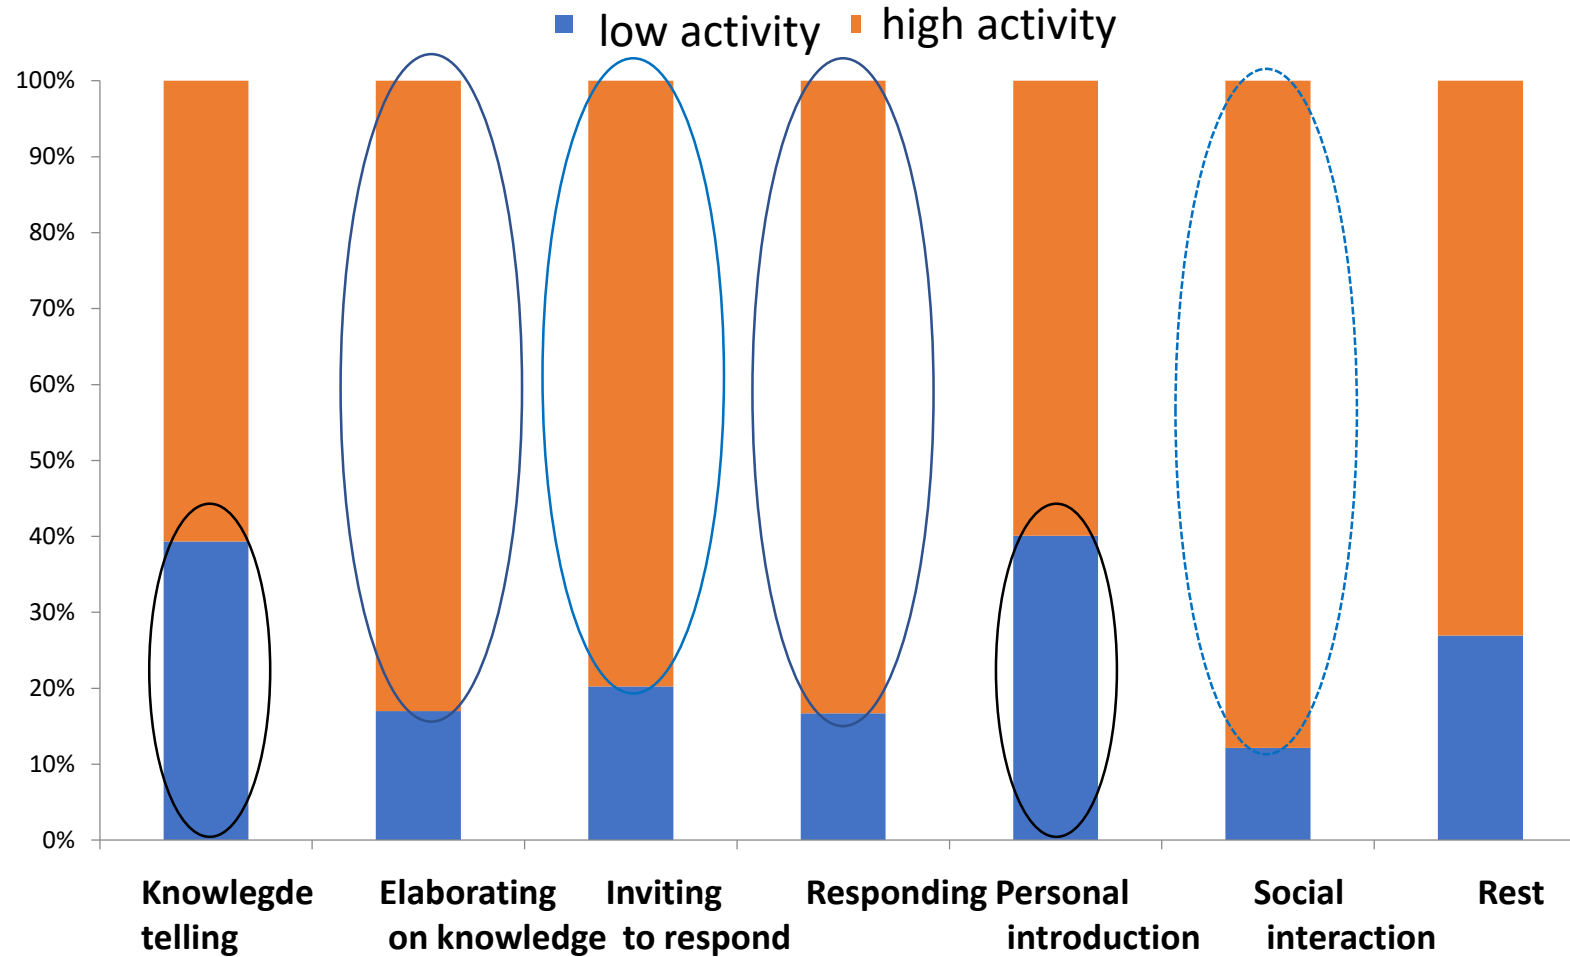 low activity high activity
100%
90%
80%
70%
60%
50%
40%
30%
20%
10%
0%
Knowlegde telling
Elaborating on knowledge
Inviting to respond
Responding
Personal introduction
Social interaction
Rest